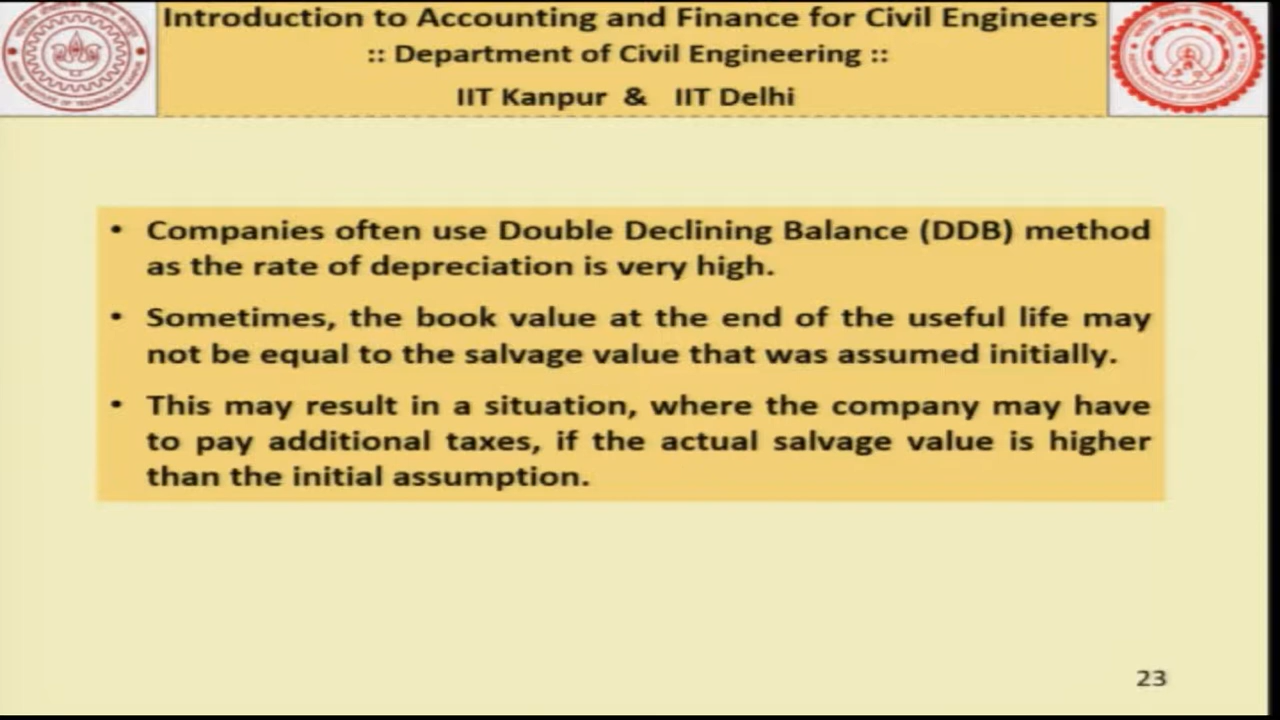 Introduction to Accounting and Finance for Civil Engineers
:: Department of Civil Engineering ::
IIT Kanpur & IIT Delhi
• Companies often use Double Declining Balance (DDB) method
as the rate of depreciation is very high.
• Sometimes, the book value at the end of the useful life may
not be equal to the salvage value that was assumed initially.
• This may result in a situation, where the company may have
to pay additional taxes, if the actual salvage value is higher
than the initial assumption.
23